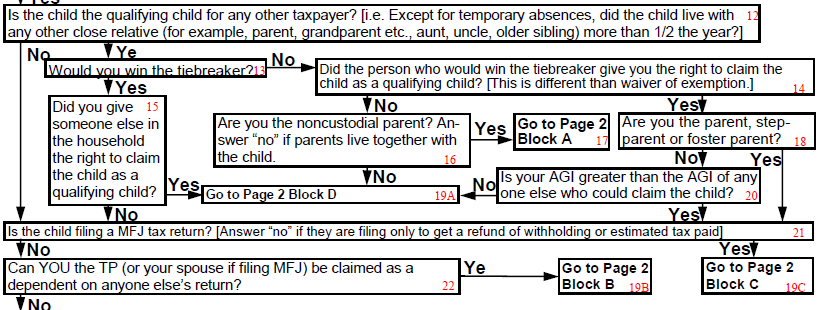 Is the child the qualifying child for any other taxpayer? [i.e. Except for temporary absences, did the child live with 12
any other close relative (for example, parent, grandparent etc., aunt, uncle, older sibling) more than 1/2 the year?]
No
Ye
Would you win the tiebreaker? 13
No
Did the person who would win the tiebreaker give you the right to claim the
child as a qualifying child? [This is different than waiver of exemption.] 14
Yes
Did you give 15
someone else in
the household
the right to claim
the child as a
qualifying child?
No
Are you the noncustodial parent? An-
swer “no” if parents live together with
the child. 16
Yes
Go to Page 2
Block A 17
Yes
Are you the parent, step-
parent or foster parent? 18
No
Yes
No
Is your AGI greater than the AGI of any
one else who could claim the child? 20
No
Yes
Go to Page 2 Block D 19A
No
Yes
Is the child filing a MFJ tax return? [Answer “no” if they are filing only to get a refund of withholding or estimated tax paid] 21
No
Yes
Can YOU the TP (or your spouse if filing MFJ) be claimed as a
dependent on anyone else’s return? 22
Ye
Go to Page 2
Block B 19B
Go to Page 2
Block C 19C
No